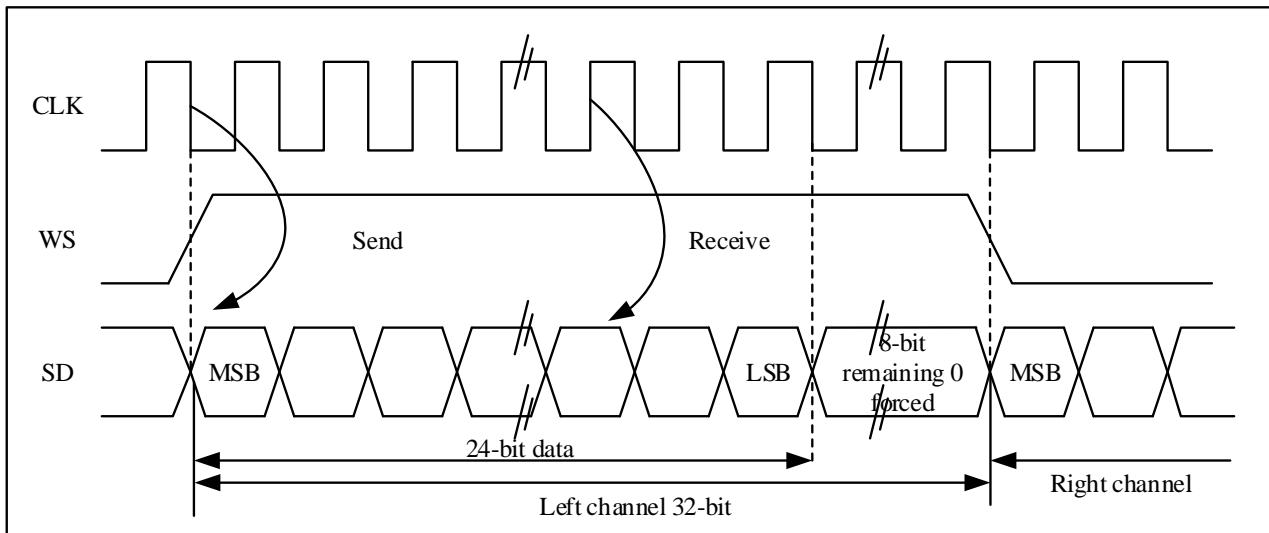 CLK
WS
Send
Receive
SD
MSB
LSB
8-bit
remaining 0
forced
MSB
24-bit data
Left channel 32-bit
Right channel